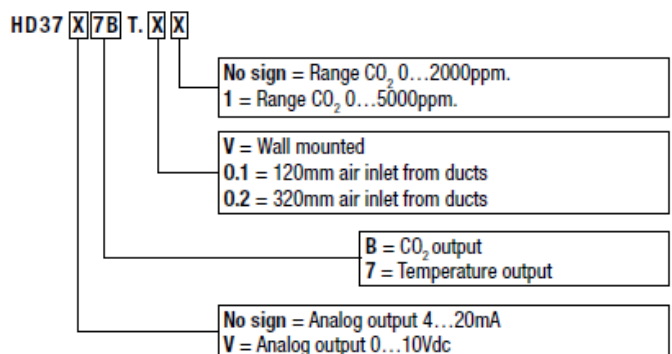 HD37 X 7B T. X X
No sign = Range CO₂ 0...2000ppm.
1 = Range CO₂ 0...5000ppm.
V = Wall mounted
0.1 = 120mm air inlet from ducts
0.2 = 320mm air inlet from ducts
B = CO₂ output
7 = Temperature output
No sign = Analog output 4...20mA
V = Analog output 0...10Vdc